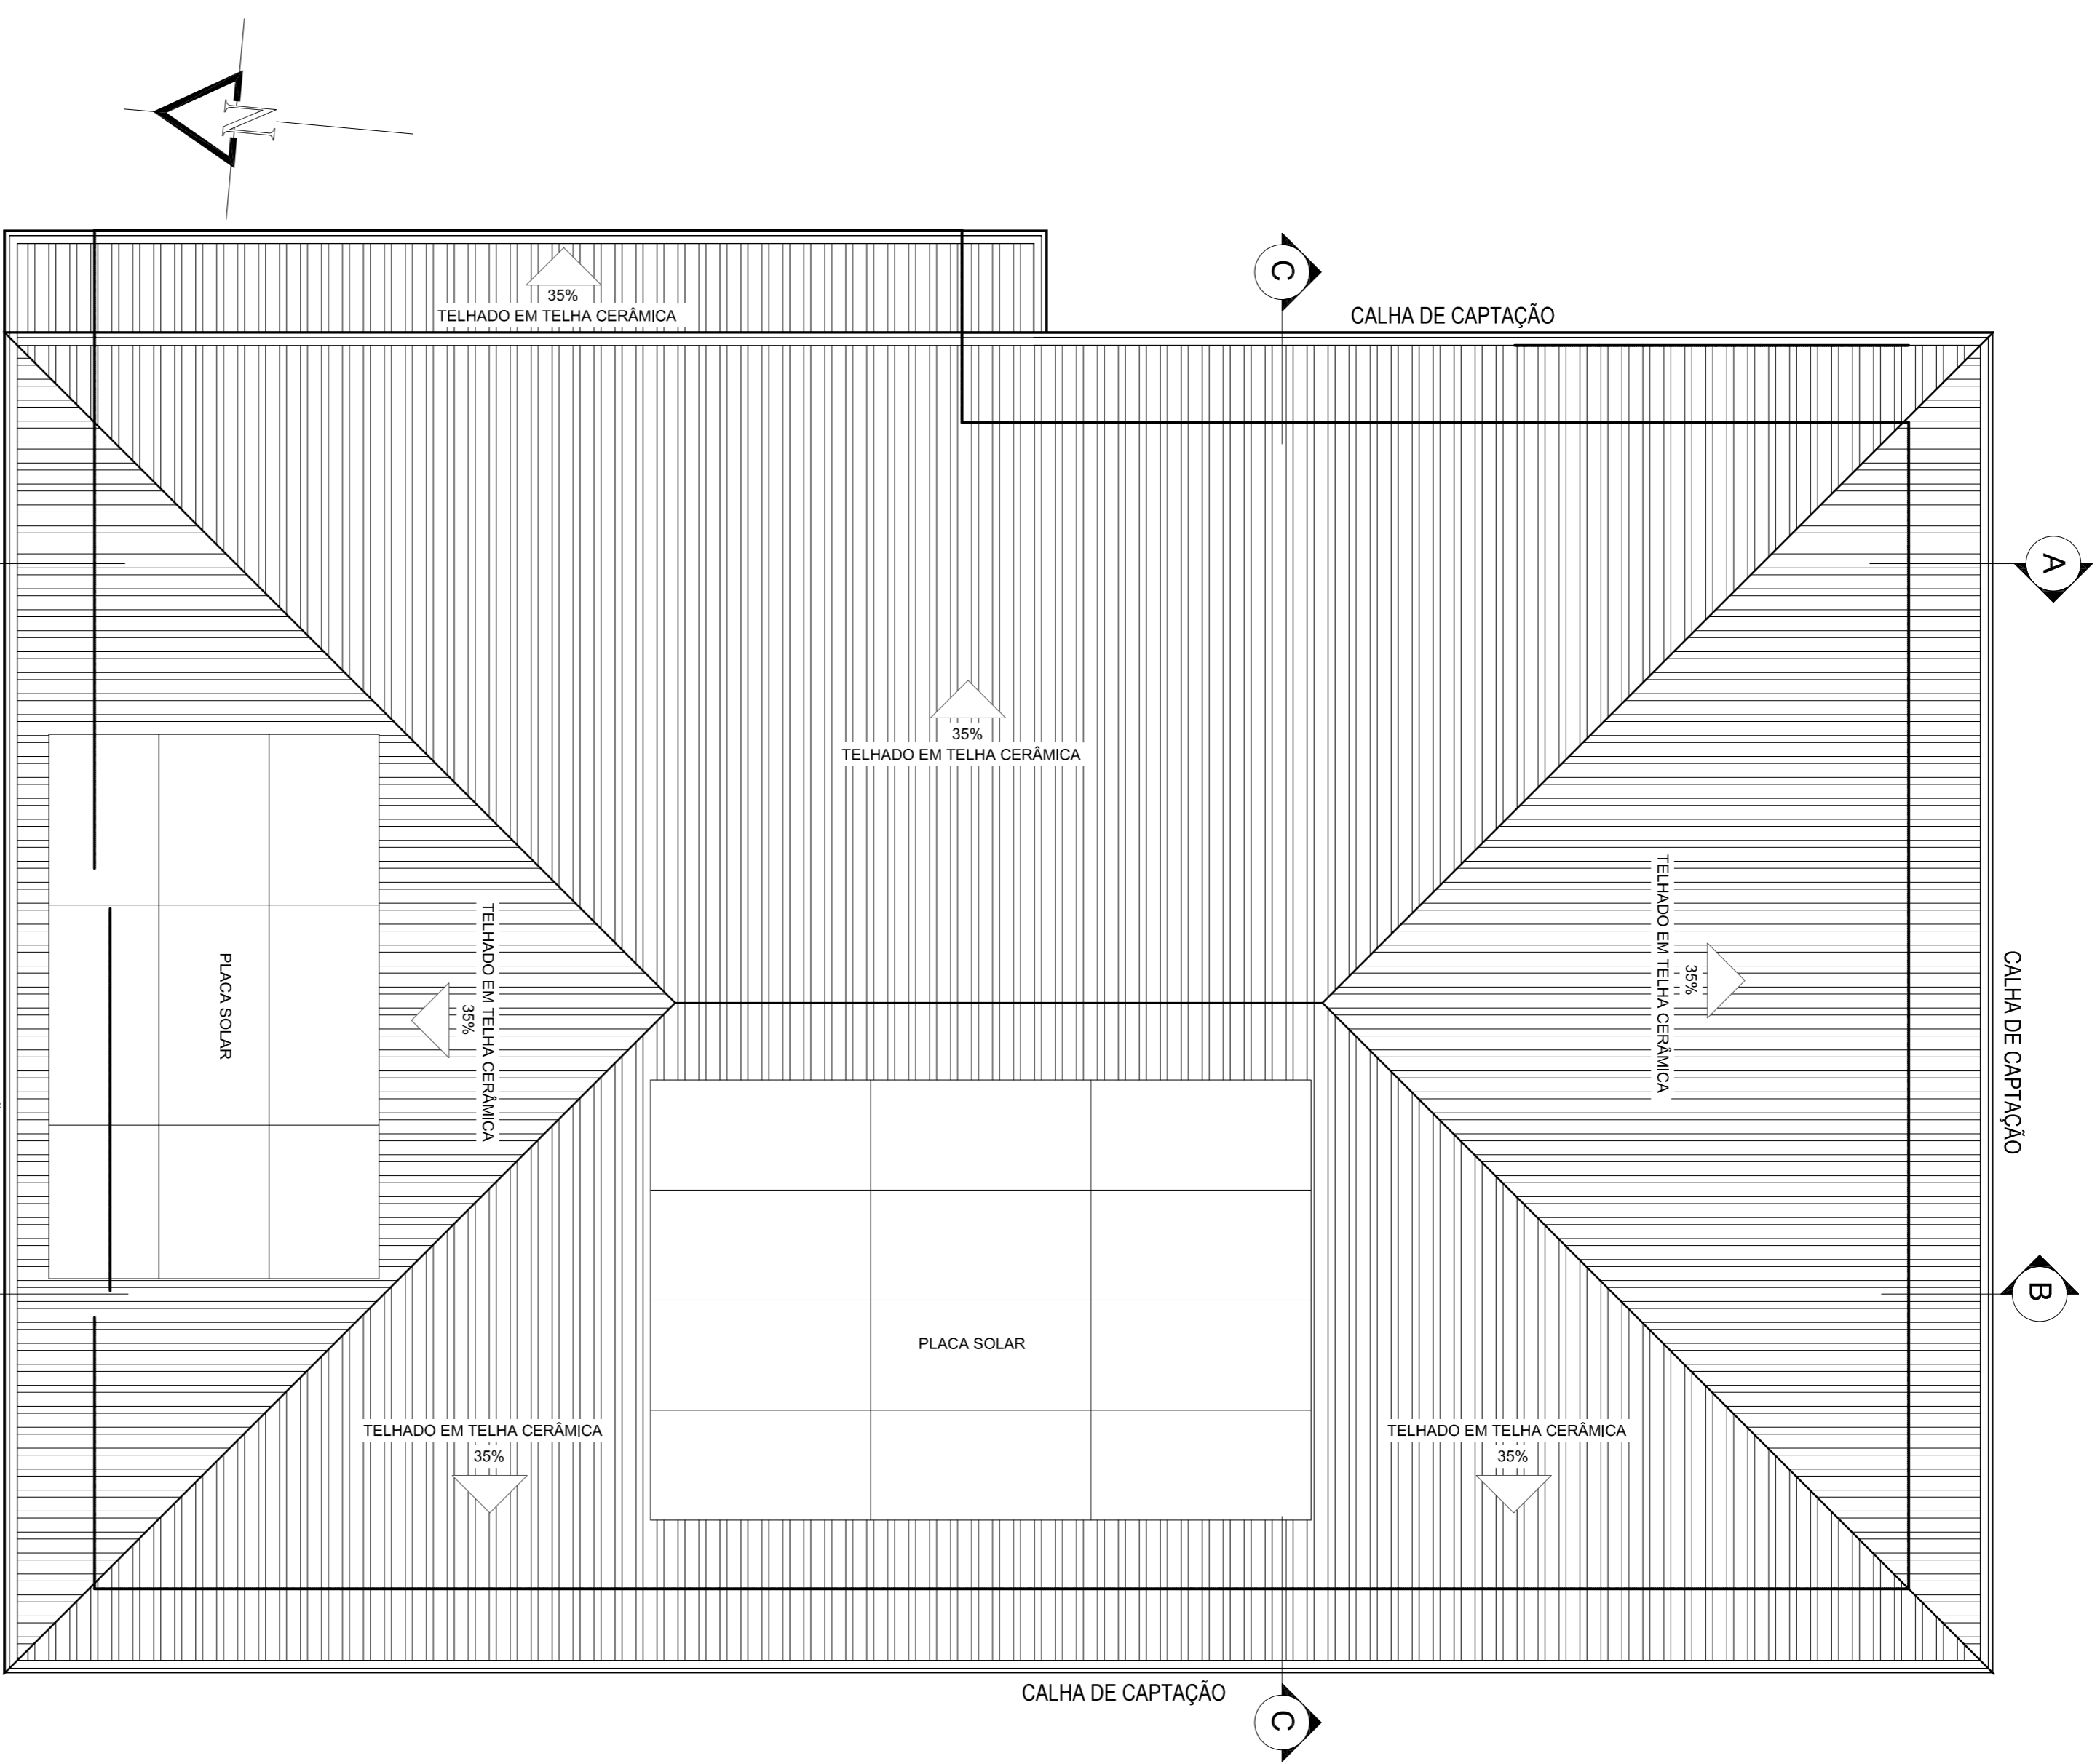 N
35%
TELHADO EM TELHA CERÂMICA
C
CALHA DE CAPTAÇÃO
A
35%
TELHADO EM TELHA CERÂMICA
TELHADO EM TELHA CERÂMICA
35%
CALHA DE CAPTAÇÃO
TELHADO EM TELHA CERÂMICA
35%
PLACA SOLAR
B
PLACA SOLAR
TELHADO EM TELHA CERÂMICA
35%
TELHADO EM TELHA CERÂMICA
35%
CALHA DE CAPTAÇÃO
C